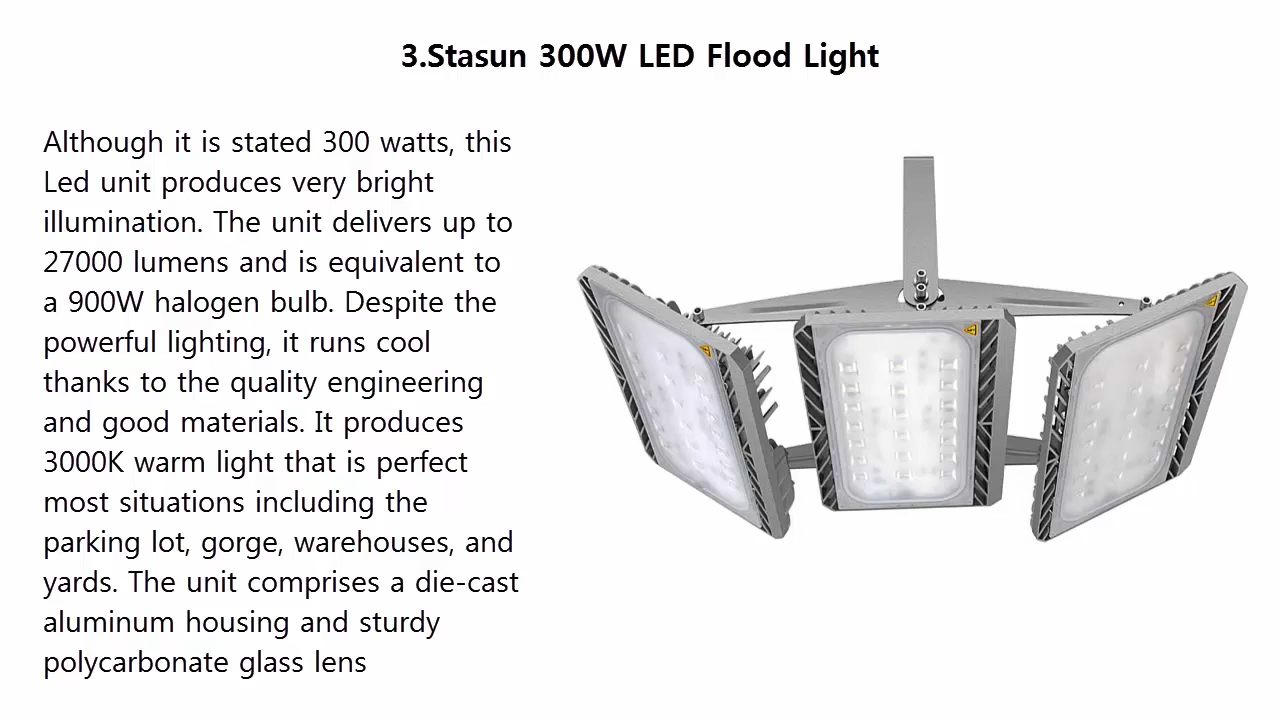 3.Stasun 300W LED Flood Light
Although it is stated 300 watts, this
Led unit produces very bright
illumination. The unit delivers up to
27000 lumens and is equivalent to
a 900W halogen bulb. Despite the
powerful lighting, it runs cool
thanks to the quality engineering
and good materials. It produces
3000K warm light that is perfect
most situations including the
parking lot, gorge, warehouses, and
yards. The unit comprises a die-cast
aluminum housing and sturdy
polycarbonate glass lens